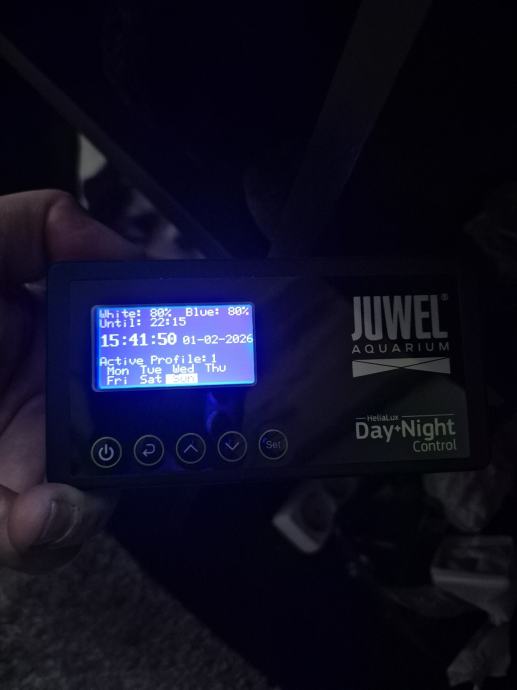 White: 80% Blue: 80%
Until: 22:15
15:41:50 01-02-2026
Active Profile: 1
Mon Tue Wed Thu
Fri Sat Sun
Set
JUWEL®
AQUARIUM
HeliaLux
Day+Night
Control